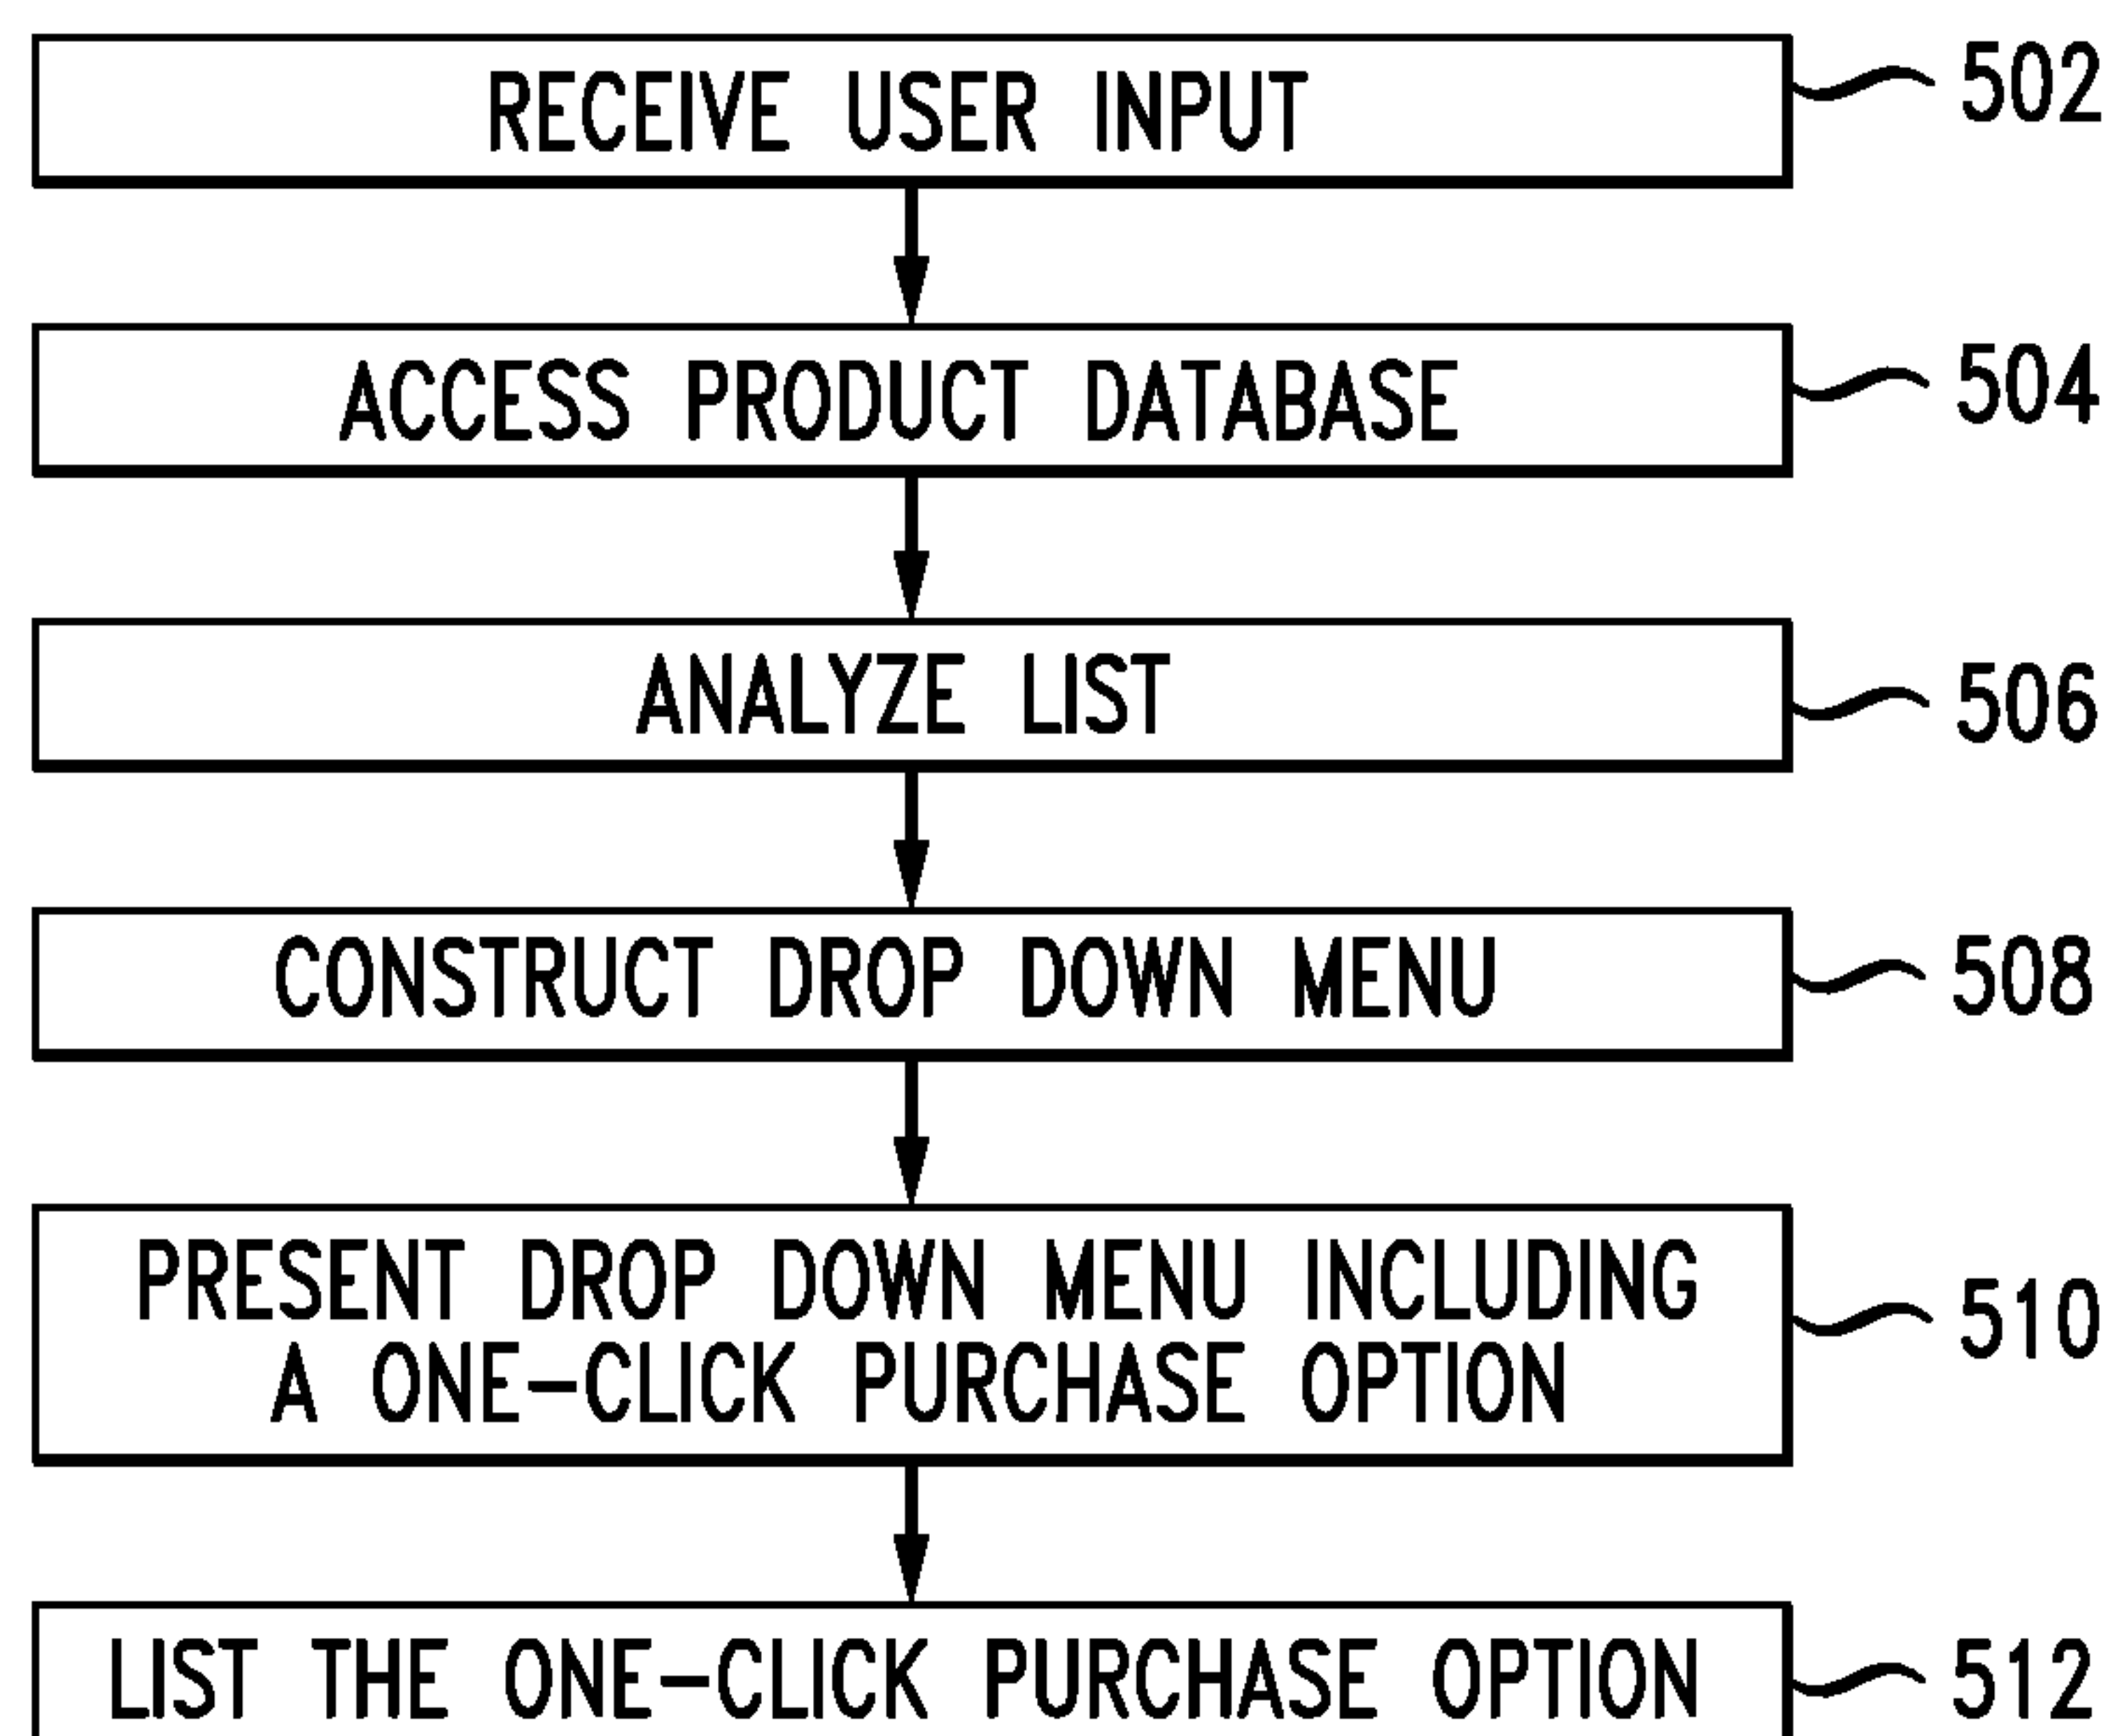 RECEIVE USER INPUT 502
ACCESS PRODUCT DATABASE 504
ANALYZE LIST 506
CONSTRUCT DROP DOWN MENU 508
PRESENT DROP DOWN MENU INCLUDING
A ONE-CLICK PURCHASE OPTION
510
LIST THE ONE-CLICK PURCHASE OPTION 512